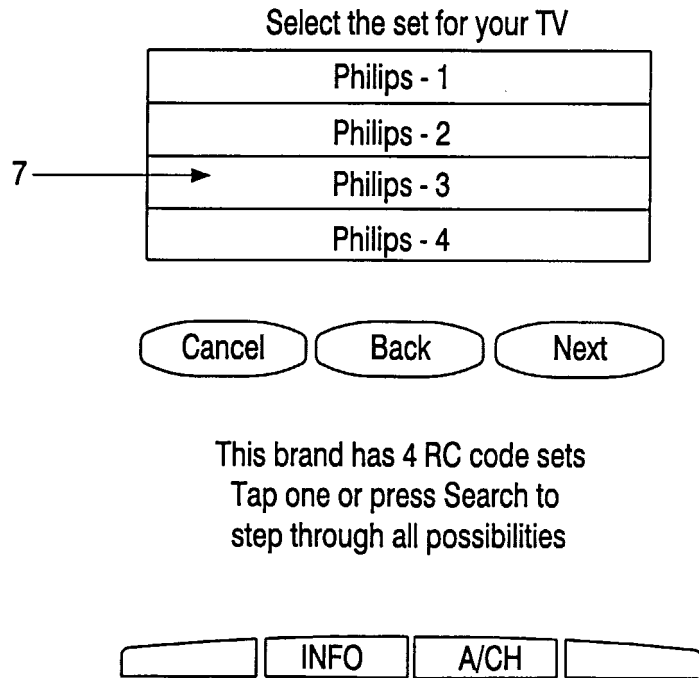 Select the set for your TV
Philips - 1
Philips - 2
7
Philips - 3
Philips - 4
Cancel Back Next
This brand has 4 RC code sets
Tap one or press Search to
step through all possibilities
INFO A/CH